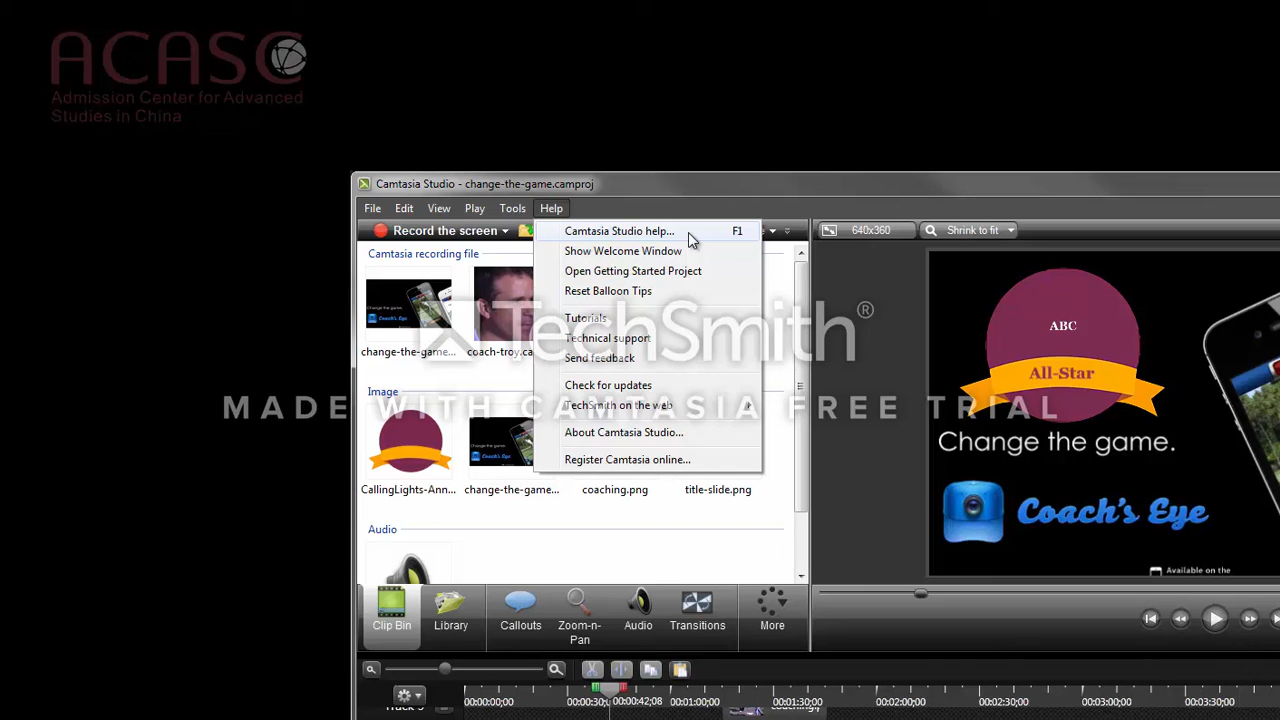 ACASC
Admission Center for Advanced
Studies in China
Camtasia Studio - change-the-game.camproj
File Edit View Play Tools Help
Record the screen
640x360 Shrink to fit
Camtasia Studio help... F1
Show Welcome Window
Open Getting Started Project
Reset Balloon Tips
Tutorials
Technical support
Send feedback
Check for updates
TechSmith on the web
About Camtasia Studio...
Register Camtasia online...
Camtasia recording file
change-the-game... coach-troy.ca
Image
CallingLights-Ann... change-the-game... coaching.png title-slide.png
Audio
TechSmith®
MADE WITH CAMTASIA FREE TRIAL
ABC
All-Star
Change the game.
Coach's Eye
Available on the
Clip Bin Library Callouts Zoom-n-Pan Audio Transitions More
00:00:00;00 00:00:30; 00:00:42;08 00:01:00;00 00:01:30;00 00:02:00;00 00:02:30;00 00:03:00;00 00:03:30;00